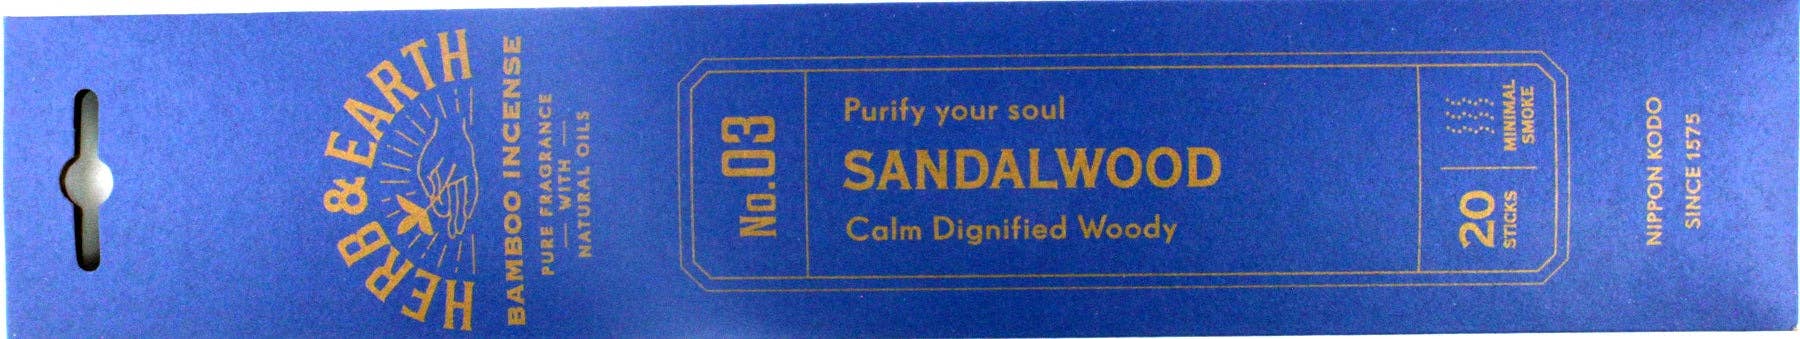 HERB & EARTH
BAMBOO INCENSE
PURE FRAGRANCE
WITH
NATURAL OILS
No.03
Purify your soul
SANDALWOOD
Calm Dignified Woody
MINIMAL
SMOKE
20
STICKS
NIPPON KODO
SINCE 1575